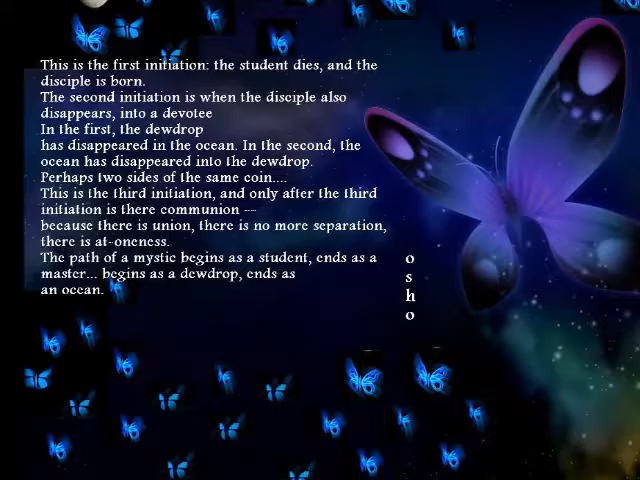 This is the first initiation: the student dies, and the
disciple is born.
The second initiation is when the disciple also
disappears, into a devotee
In the first, the dewdrop
has disappeared in the ocean. In the second, the
ocean has disappeared into the dewdrop.
Perhaps two sides of the same coin....
This is the third initiation, and only after the third
initiation is there communion --
because there is union, there is no more separation,
there is at-oneness.
The path of a mystic begins as a student, ends as a
master... begins as a dewdrop, ends as
an ocean.
o
s
h
o